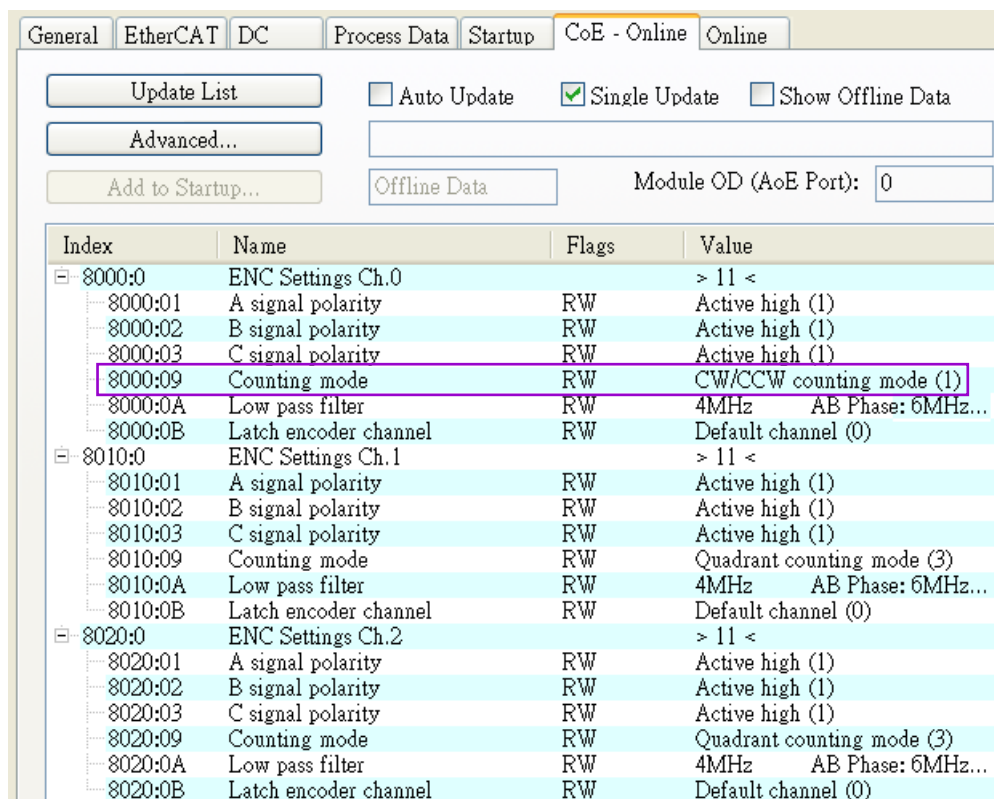 General EtherCAT DC Process Data Startup CoE - Online Online
Update List Auto Update Single Update Show Offline Data
Advanced...
Add to Startup... Offline Data Module OD (AoE Port): 0
Index Name Flags Value
8000:0 ENC Settings Ch.0 > 11 <
8000:01 A signal polarity RW Active high (1)
8000:02 B signal polarity RW Active high (1)
8000:03 C signal polarity RW Active high (1)
8000:09 Counting mode RW CW/CCW counting mode (1)
8000:0A Low pass filter RW 4MHz AB Phase: 6MHz...
8000:0B Latch encoder channel RW Default channel (0)
8010:0 ENC Settings Ch.1 > 11 <
8010:01 A signal polarity RW Active high (1)
8010:02 B signal polarity RW Active high (1)
8010:03 C signal polarity RW Active high (1)
8010:09 Counting mode RW Quadrant counting mode (3)
8010:0A Low pass filter RW 4MHz AB Phase: 6MHz...
8010:0B Latch encoder channel RW Default channel (0)
8020:0 ENC Settings Ch.2 > 11 <
8020:01 A signal polarity RW Active high (1)
8020:02 B signal polarity RW Active high (1)
8020:03 C signal polarity RW Active high (1)
8020:09 Counting mode RW Quadrant counting mode (3)
8020:0A Low pass filter RW 4MHz AB Phase: 6MHz...
8020:0B Latch encoder channel RW Default channel (0)